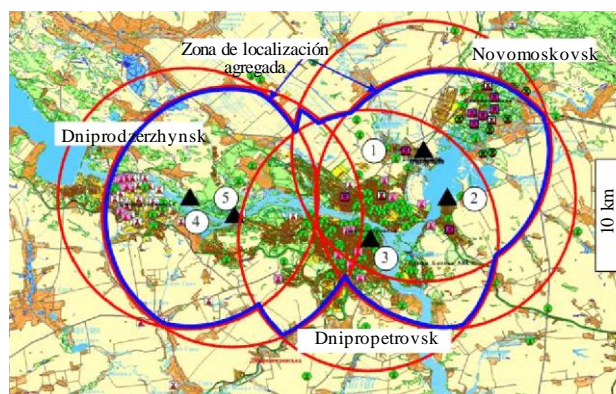 Zona de localización
agregada
Novomoskovsk
Dniprodzerzhynsk
1
5
2
4
3
10 km
Dnipropetrovsk